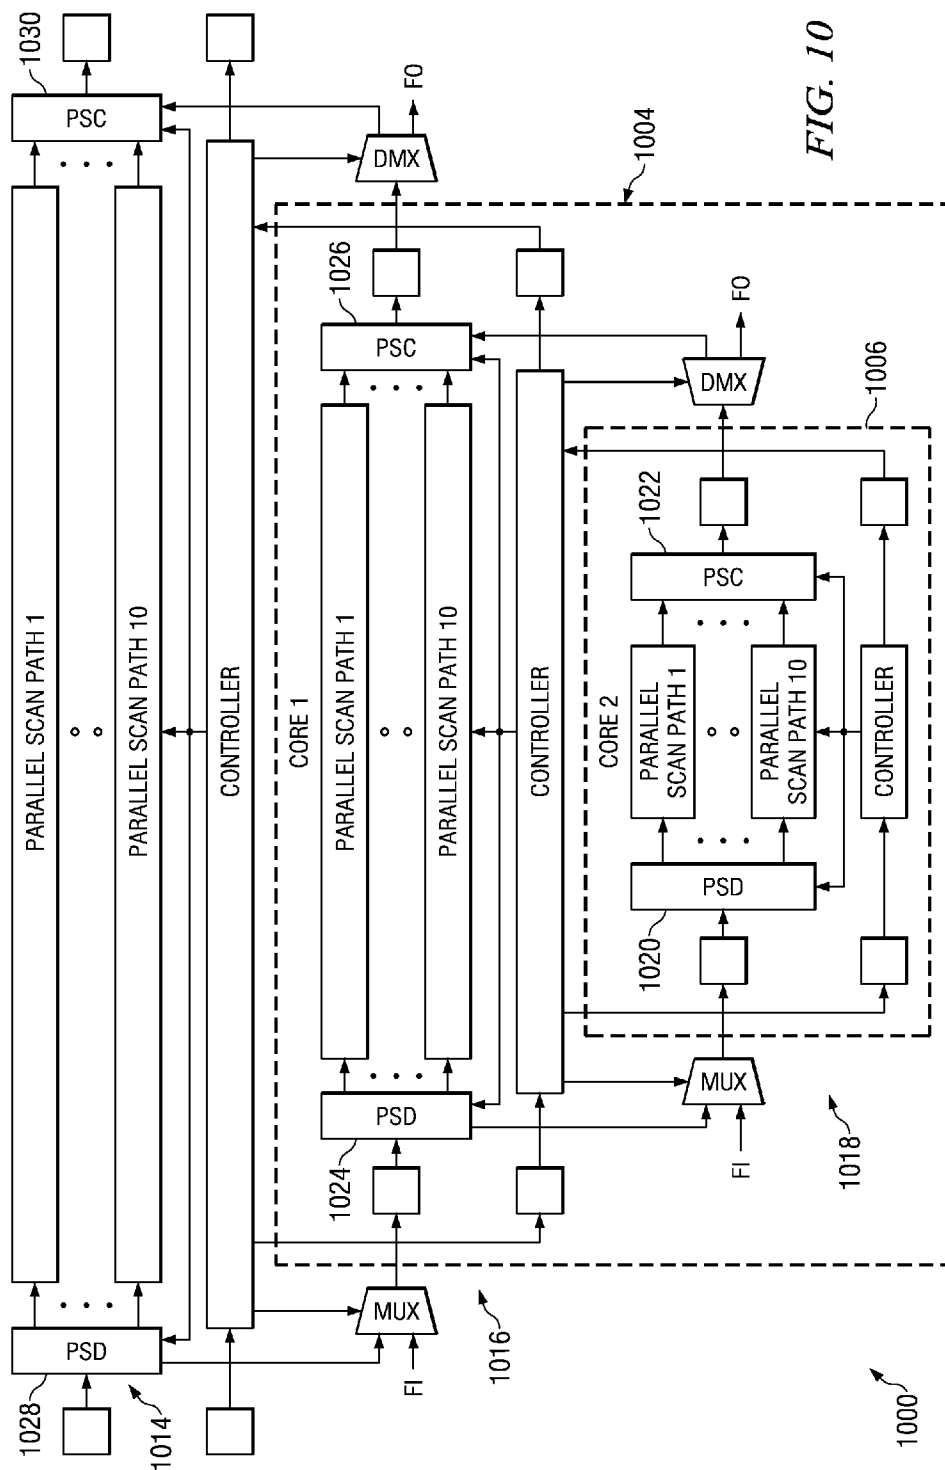 1028
PSD
PARALLEL SCAN PATH 1
PSC
1030
PARALLEL SCAN PATH 10
1014
CONTROLLER
MUX
FI
DMX
FO
1016
1004
CORE 1
1024
PSD
PARALLEL SCAN PATH 1
PSC
1026
PARALLEL SCAN PATH 10
CONTROLLER
MUX
FI
DMX
FO
1018
1006
CORE 2
1020
PSD
PARALLEL
SCAN PATH 1
PSC
1022
PARALLEL
SCAN PATH 10
CONTROLLER
1000
FIG. 10